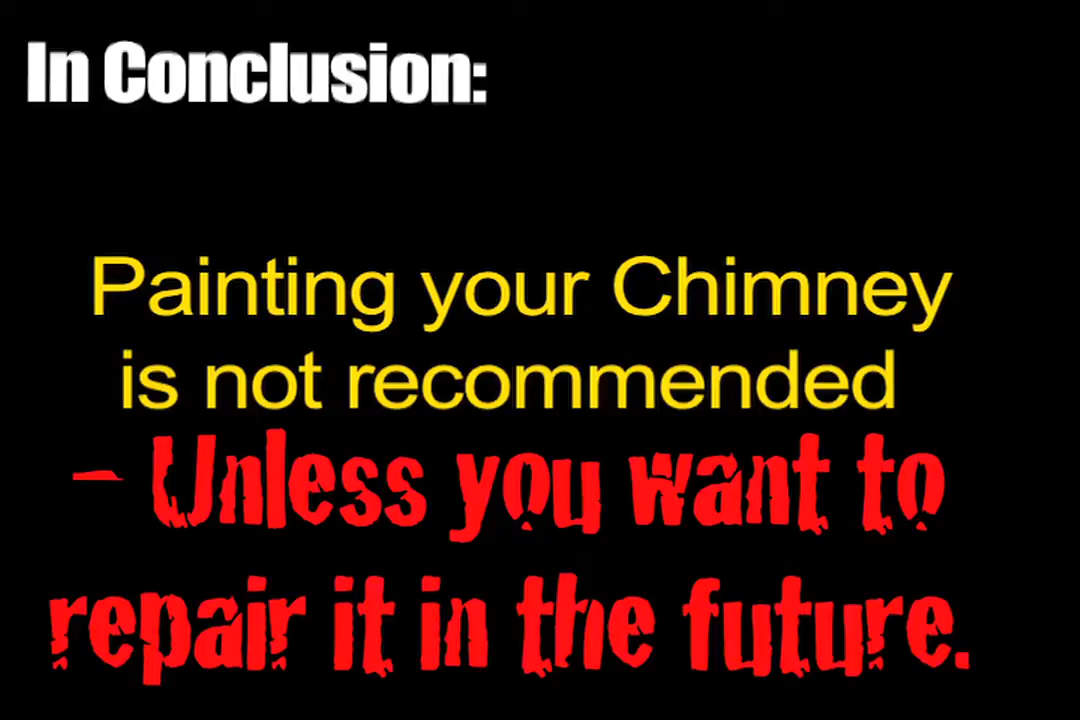 In Conclusion:
Painting your Chimney
is not recommended
– Unless you want to
repair it in the future.